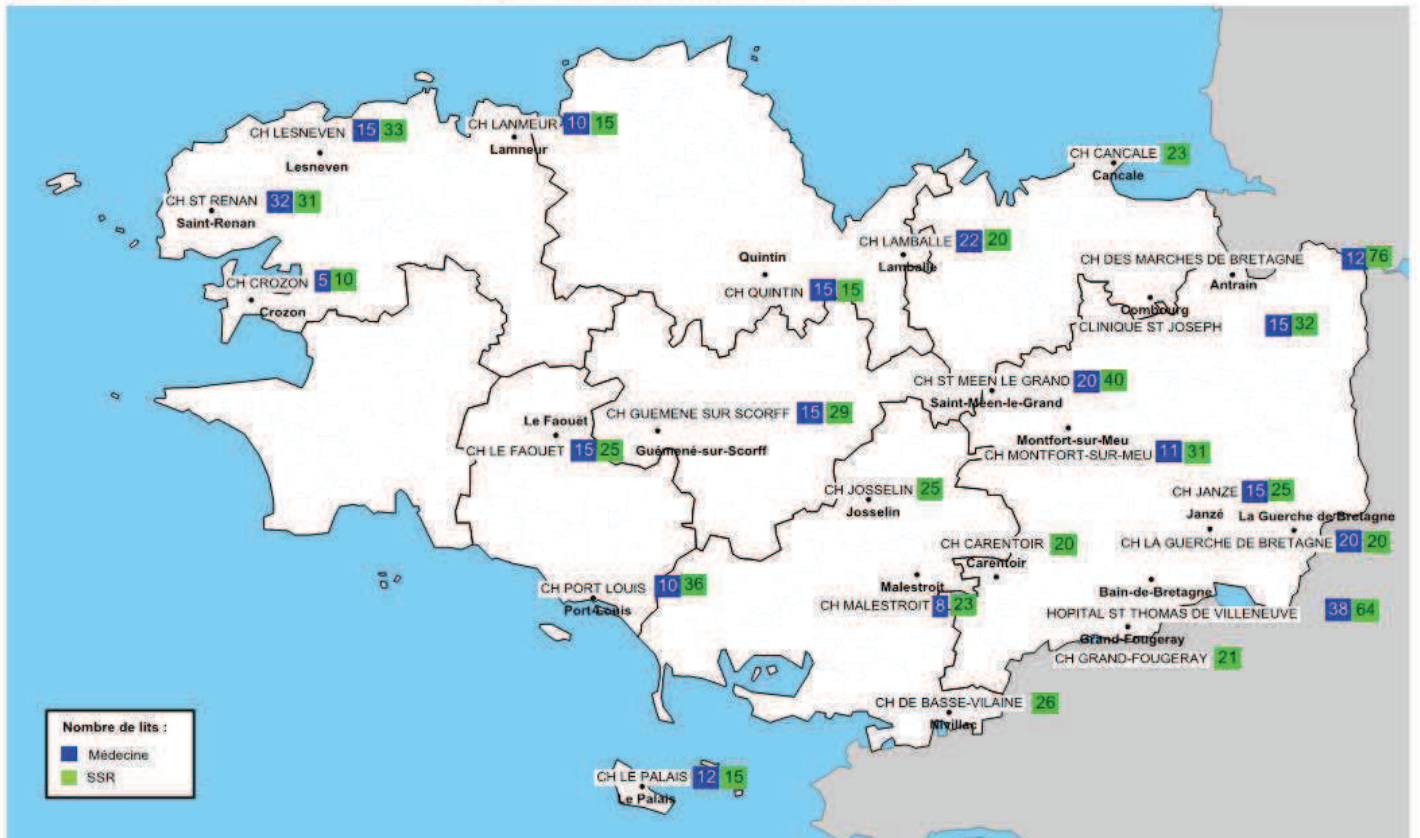 CH LESNEVEN 15 33
Lesneven
CH LANMEUR 10 15
Lamneur
CH CANCALE 23
Cancale
CH ST RENAN 32 31
Saint-Renan
CH LAMBALLE 22 20
Lamballe
CH DES MARCHES DE BRETAGNE 12 76
Antrain
Quintin
CH QUINTIN 15 15
CH CROZON 5 10
Crozon
Combourg
CLINIQUE ST JOSEPH 15 32
CH ST MEEN LE GRAND 20 40
Saint-Méen-le-Grand
Le Faouët
CH LE FAOUET 15 25
CH GUEMENE SUR SCORFF 15 29
Guémené-sur-Scorff
Montfort-sur-Meu
CH MONTFORT-SUR-MEU 11 31
CH JOSSELIN 25
Josselin
CH JANZE 15 25
Janzé
La Guerche de Bretagne
CH LA GUERCHE DE BRETAGNE 20 20
CH CARENTOIR 20
Carentoir
CH PORT LOUIS 10 36
Port-Louis
Malestroit
CH MALESTROIT 8 23
Bain-de-Bretagne
HOPITAL ST THOMAS DE VILLENEUVE 38 64
Grand-Fougeray
CH GRAND-FOUGERAY 21
CH DE BASSE-VILAINE 26
Nivillac
CH LE PALAIS 12 15
Le Palais
Nombre de lits :
Médecine
SSR